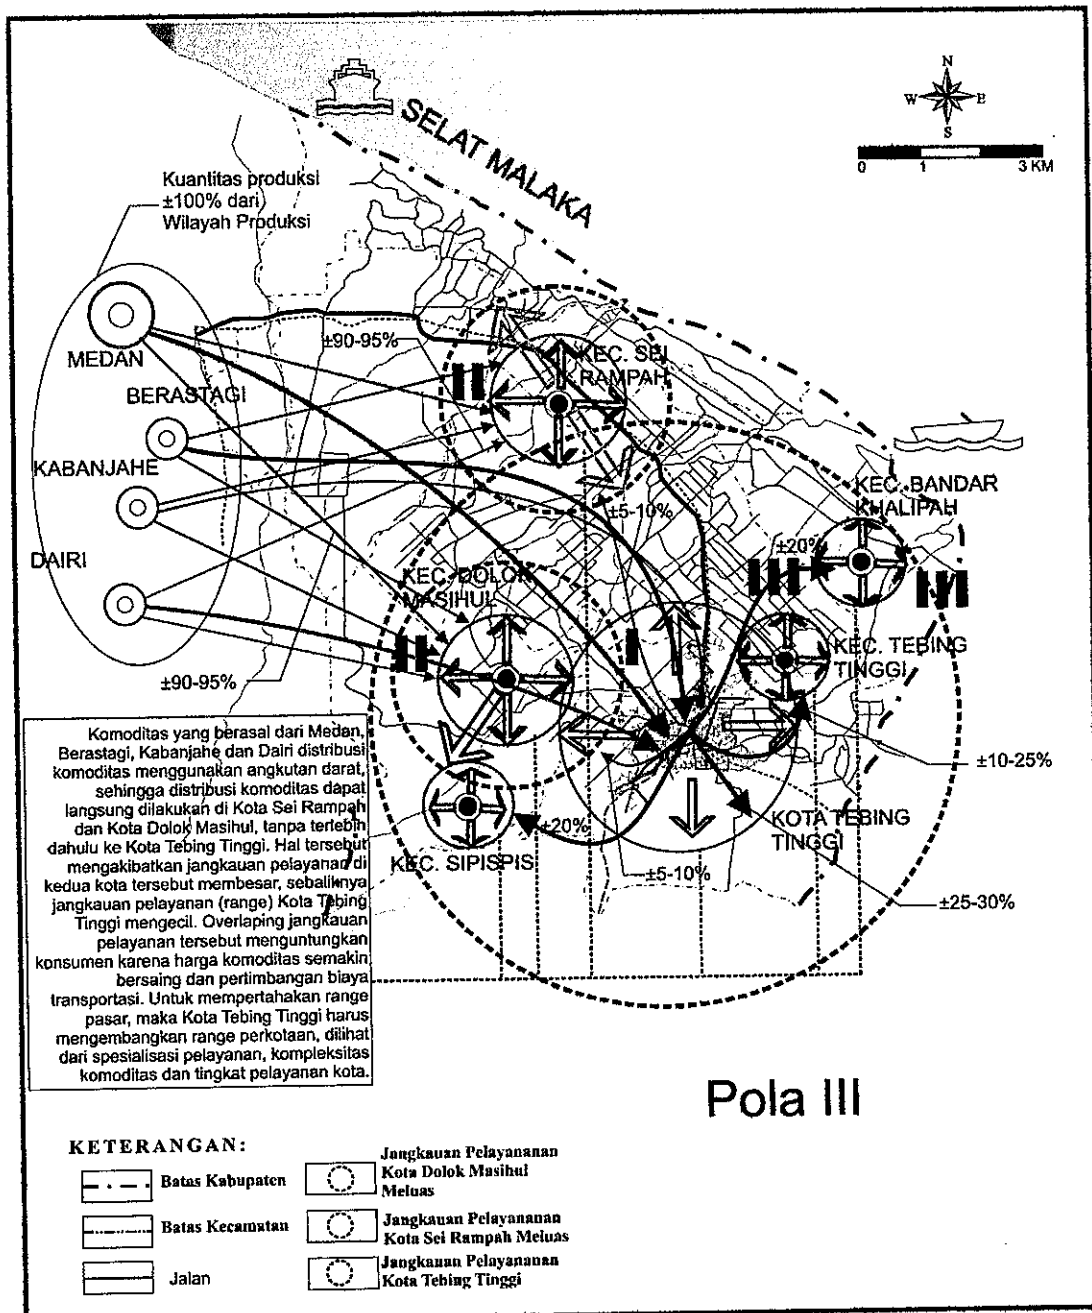 N
W E
S
0 1 3 KM
SELAT MALAKA
Kuantitas produksi
±100% dari
Wilayah Produksi
MEDAN
BERASTAGI
KABANJAHE
DAIRI
±90-95%
KEC. SEI
RAMPAH
II
±5-10%
KEC. BANDAR
KHALIPAH
±20%
III
III
KEC. DOLOK
MASIHUL
II
I
KEC. TEBING
TINGGI
±90-95%
±10-25%
KOTA TEBING
TINGGI
±20%
KEC. SIPISPIS
±5-10%
±25-30%
Komoditas yang berasal dari Medan,
Berastagi, Kabanjahe dan Dairi distribusi
komoditas menggunakan angkutan darat,
sehingga distribusi komoditas dapat
langsung dilakukan di Kota Sei Rampah
dan Kota Dolok Masihul, tanpa terlebih
dahulu ke Kota Tebing Tinggi. Hal tersebut
mengakibatkan jangkauan pelayanan di
kedua kota tersebut membesar, sebaliknya
jangkauan pelayanan (range) Kota Tebing
Tinggi mengecil. Overlaping jangkauan
pelayanan tersebut menguntungkan
konsumen karena harga komoditas semakin
bersaing dan pertimbangan biaya
transportasi. Untuk mempertahakan range
pasar, maka Kota Tebing Tinggi harus
mengembangkan range perkotaan, dilihat
dari spesialisasi pelayanan, kompleksitas
komoditas dan tingkat pelayanan kota.
Pola III
KETERANGAN:
Batas Kabupaten
Batas Kecamatan
Jalan
Jangkauan Pelayananan
Kota Dolok Masihul
Meluas
Jangkauan Pelayananan
Kota Sei Rampah Meluas
Jangkauan Pelayananan
Kota Tebing Tinggi